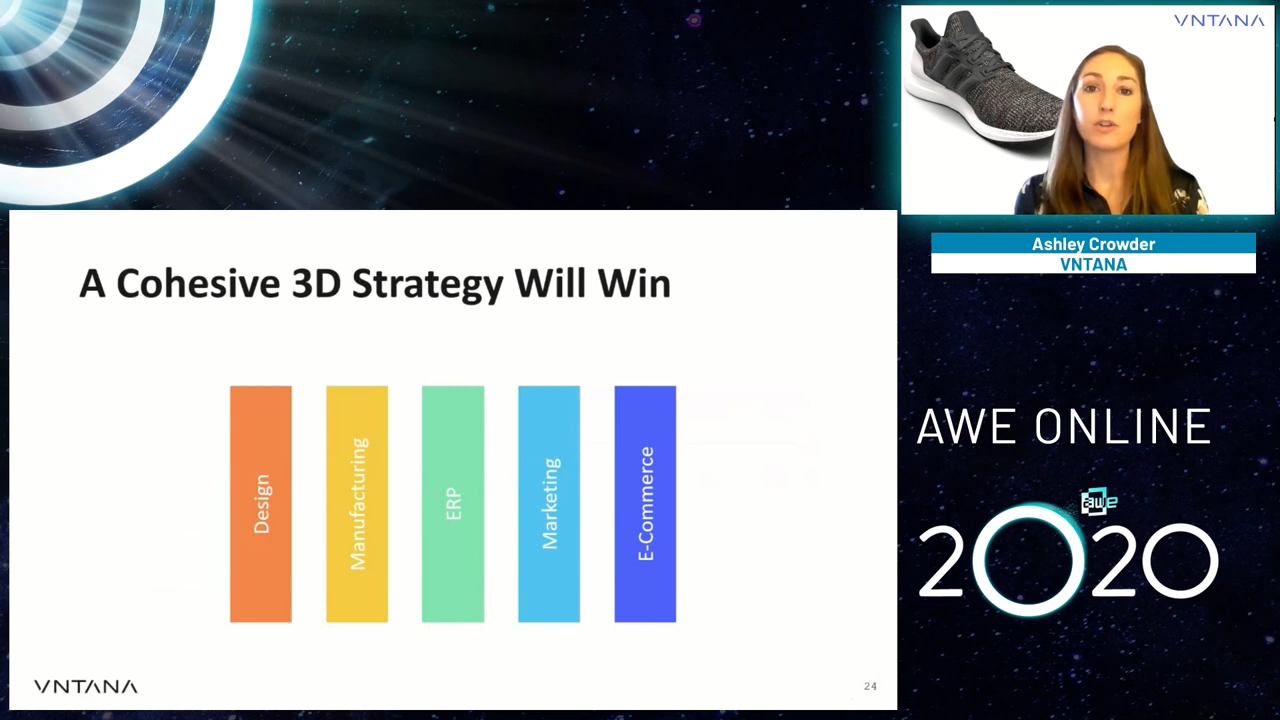 VNTANA
Ashley Crowder
VNTANA
A Cohesive 3D Strategy Will Win
Design
Manufacturing
ERP
Marketing
E-Commerce
VNTANA
24
AWE ONLINE
awe
2020